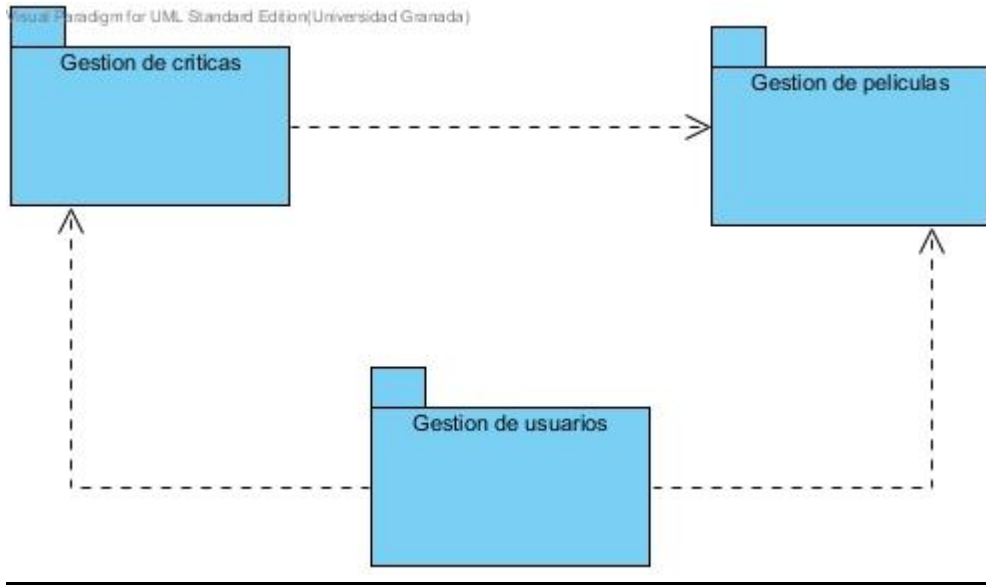 Visual Paradigm for UML Standard Edition(Universidad Granada)
Gestion de criticas
Gestion de peliculas
Gestion de usuarios